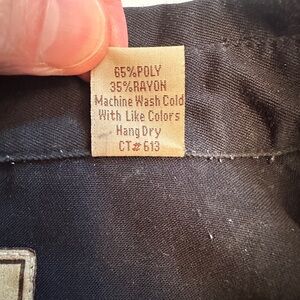 65%POLY
35%RAYON
Machine Wash Cold
With Like Colors
Hang Dry
CT# 613